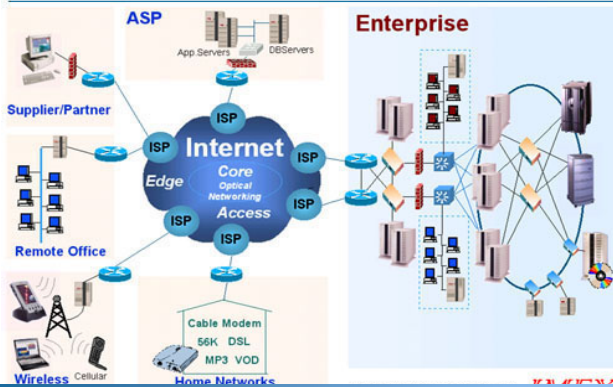 ASP
Enterprise
App.Servers
DBServers
Supplier/Partner
ISP
ISP
Internet
ISP
Edge
Core
Optical
Networking
Access
ISP
ISP
ISP
Remote Office
Cable Modem
56K DSL
MP3 VOD
Wireless
Cellular
Home Networks